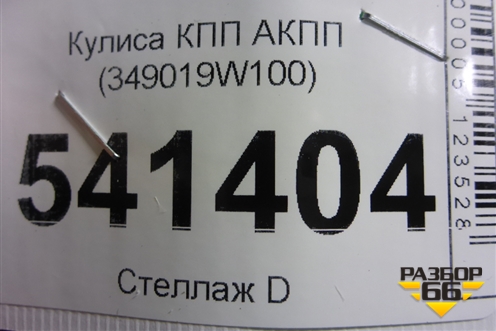 Кулиса КПП АКПП
(349019W100)
541404
Стеллаж D
РАЗБОР
66